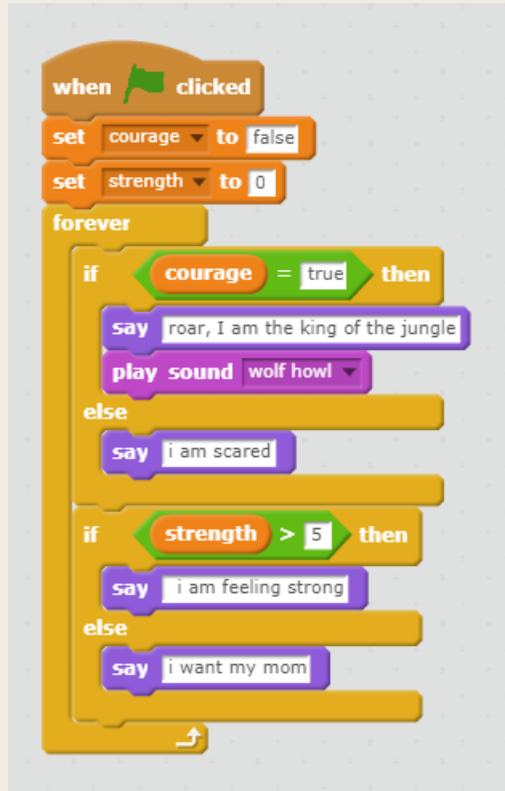 when clicked
set courage to false
set strength to 0
forever
if courage = true then
say roar, I am the king of the jungle
play sound wolf howl
else
say i am scared
if strength > 5 then
say i am feeling strong
else
say i want my mom